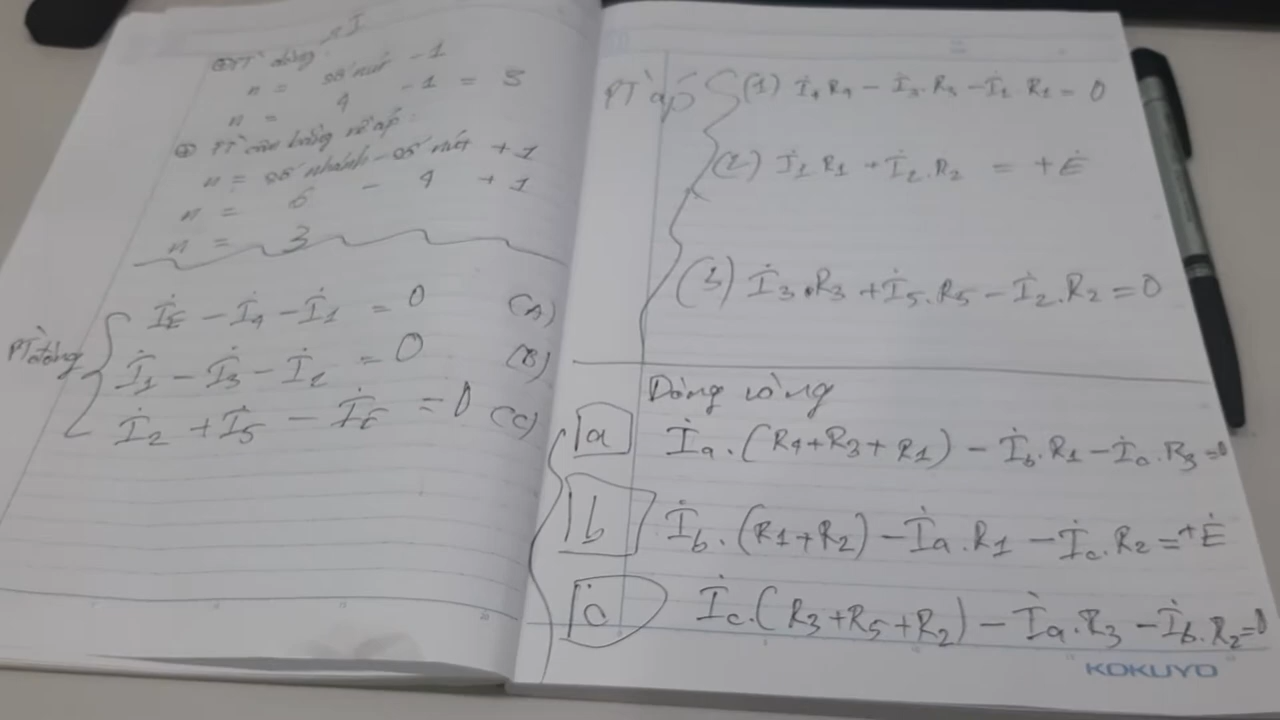 PT dòng
n = số nút - 1
n = 4 - 1 = 3
⊕ PT cân bằng về áp:
n = số nhánh - số nút + 1
n = 6 - 4 + 1
n = 3
PT dòng
İE - İ4 - İ1 = 0 (A)
İ1 - İ3 - İ2 = 0 (B)
İ2 + İ5 - İE = 0 (C)
PT áp
(1) İ4 R4 - İ3.R3 - İ1 R1 = 0
(2) İ1 R1 + İ2.R2 = +Ė
(3) İ3.R3 + İ5.R5 - İ2.R2 = 0
Dòng vòng
a İa.(R4+R3+R1) - İb.R1 - İc.R3 = 0
b İb.(R1+R2) - İa.R1 - İc.R2 = +Ė
c İc.(R3+R5+R2) - İa.R3 - İb.R2 = 0
KOKUYO